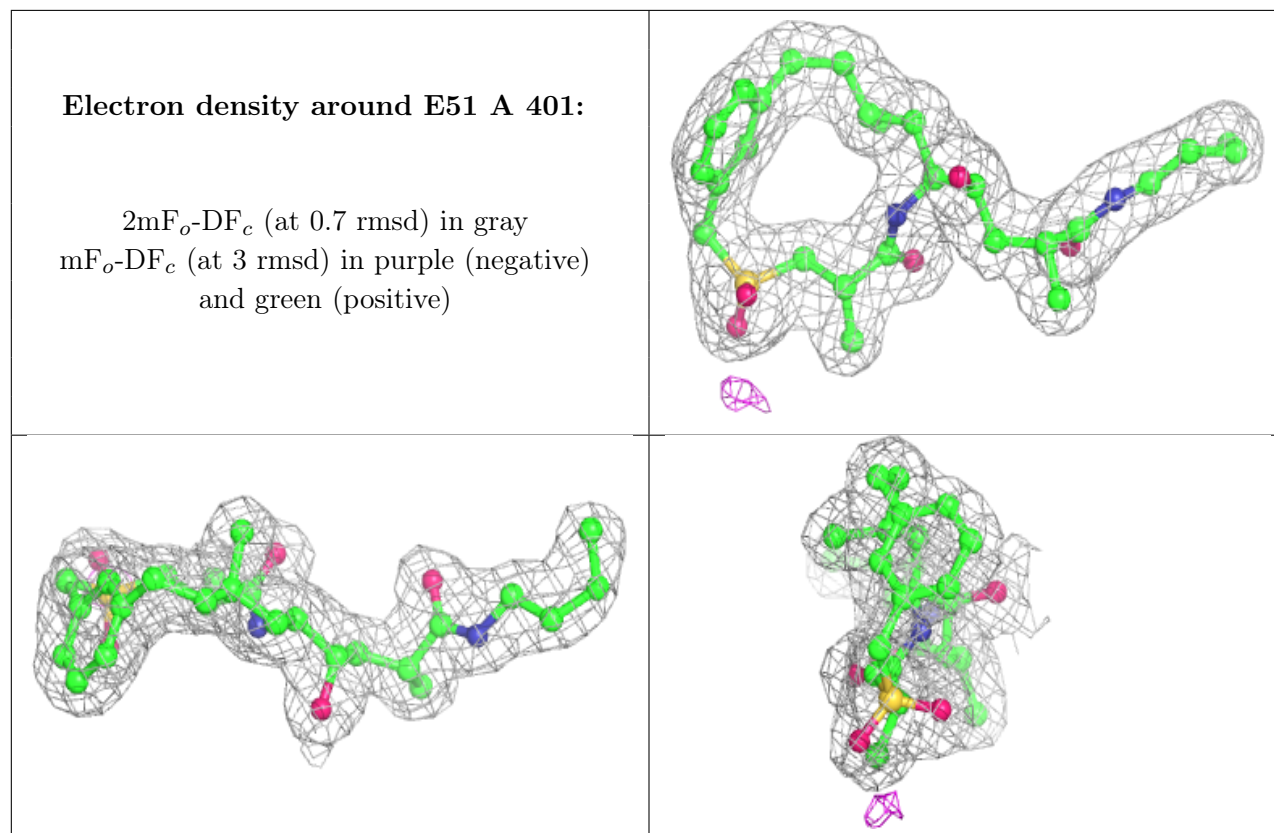 Electron density around E51 A 401:
2mFo-DFc (at 0.7 rmsd) in gray
mFo-DFc (at 3 rmsd) in purple (negative)
and green (positive)